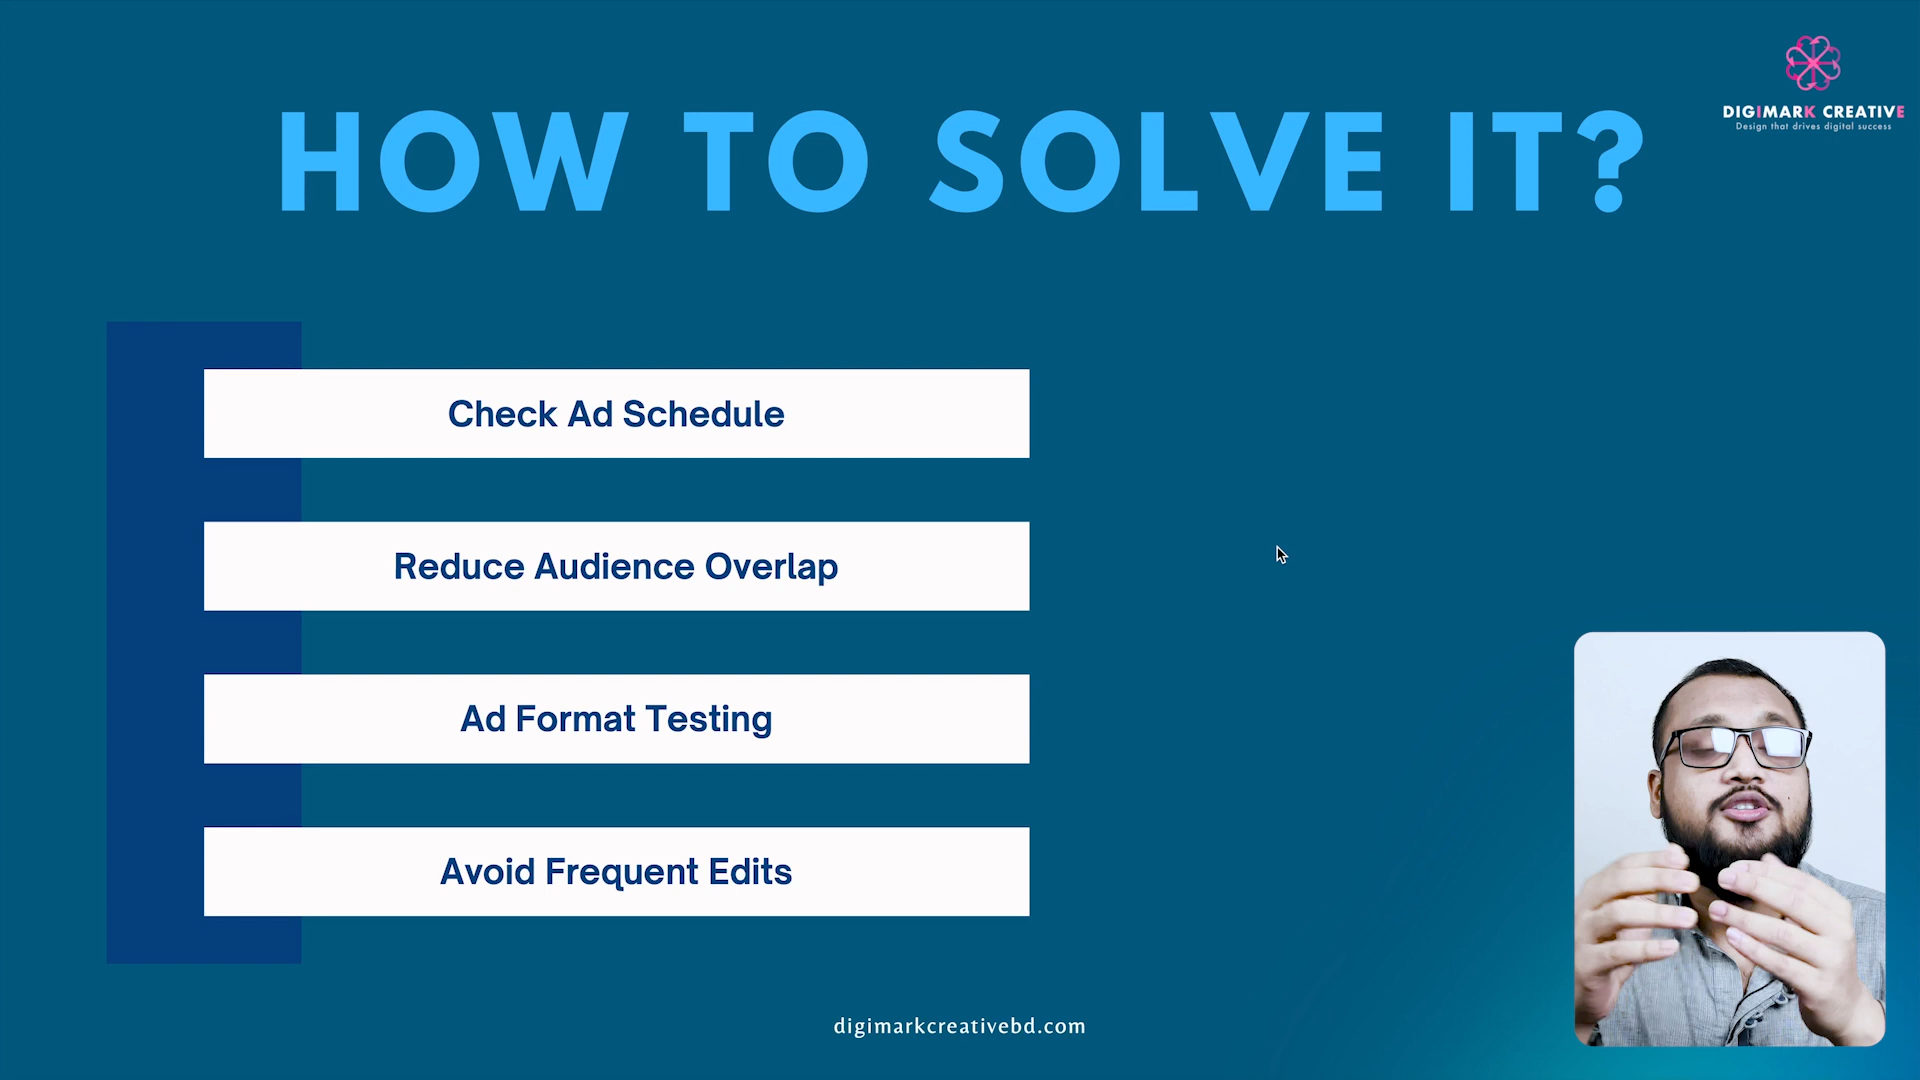 DIGIMARK CREATIVE
Design that drives digital success
HOW TO SOLVE IT?
Check Ad Schedule
Reduce Audience Overlap
Ad Format Testing
Avoid Frequent Edits
digimarkcreativebd.com